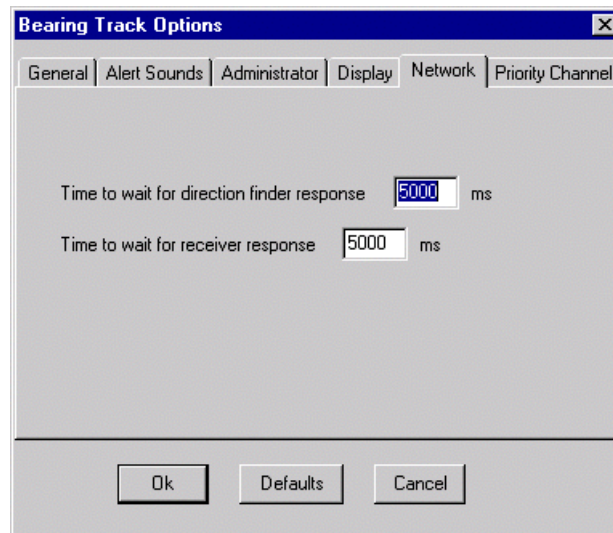 Bearing Track Options
General Alert Sounds Administrator Display Network Priority Channel
Time to wait for direction finder response 5000 ms
Time to wait for receiver response 5000 ms
Ok Defaults Cancel